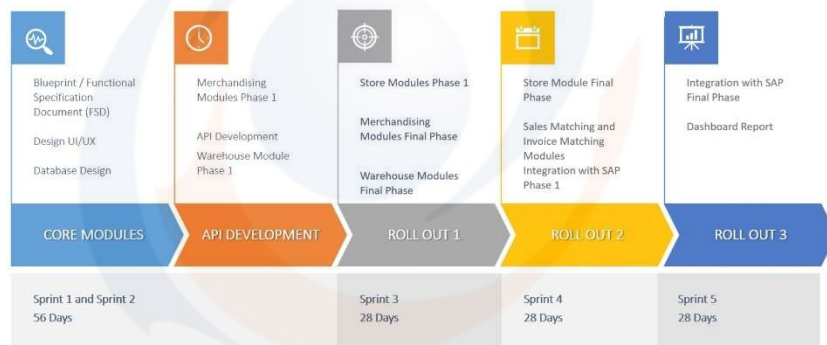 Blueprint / Functional
Specification
Document (FSD)
Design UI/UX
Database Design
Merchandising
Modules Phase 1
API Development
Warehouse Module
Phase 1
Store Modules Phase 1
Merchandising
Modules Final Phase
Warehouse Modules
Final Phase
Store Module Final
Phase
Sales Matching and
Invoice Matching
Modules
Integration with SAP
Phase 1
Integration with SAP
Final Phase
Dashboard Report
CORE MODULES
API DEVELOPMENT
ROLL OUT 1
ROLL OUT 2
ROLL OUT 3
Sprint 1 and Sprint 2
56 Days
Sprint 3
28 Days
Sprint 4
28 Days
Sprint 5
28 Days